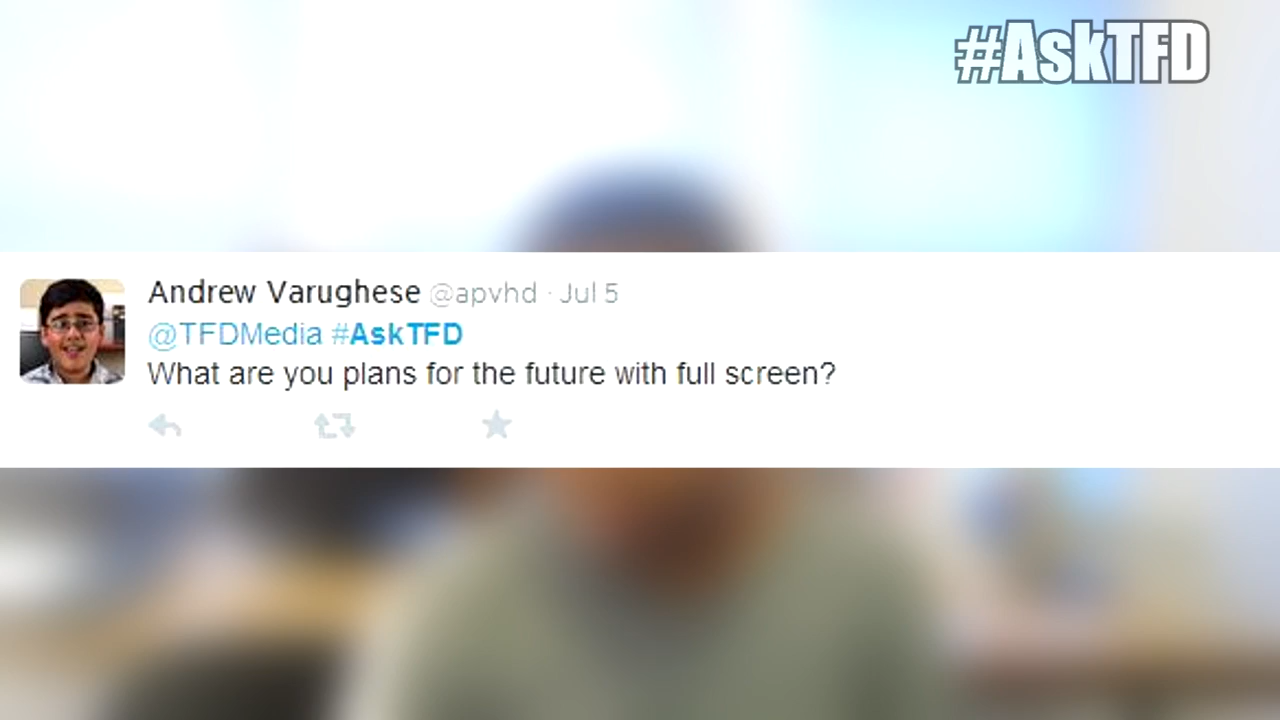 #AskTFD
Andrew Varughese @apvhd · Jul 5
@TFDMedia #AskTFD
What are you plans for the future with full screen?